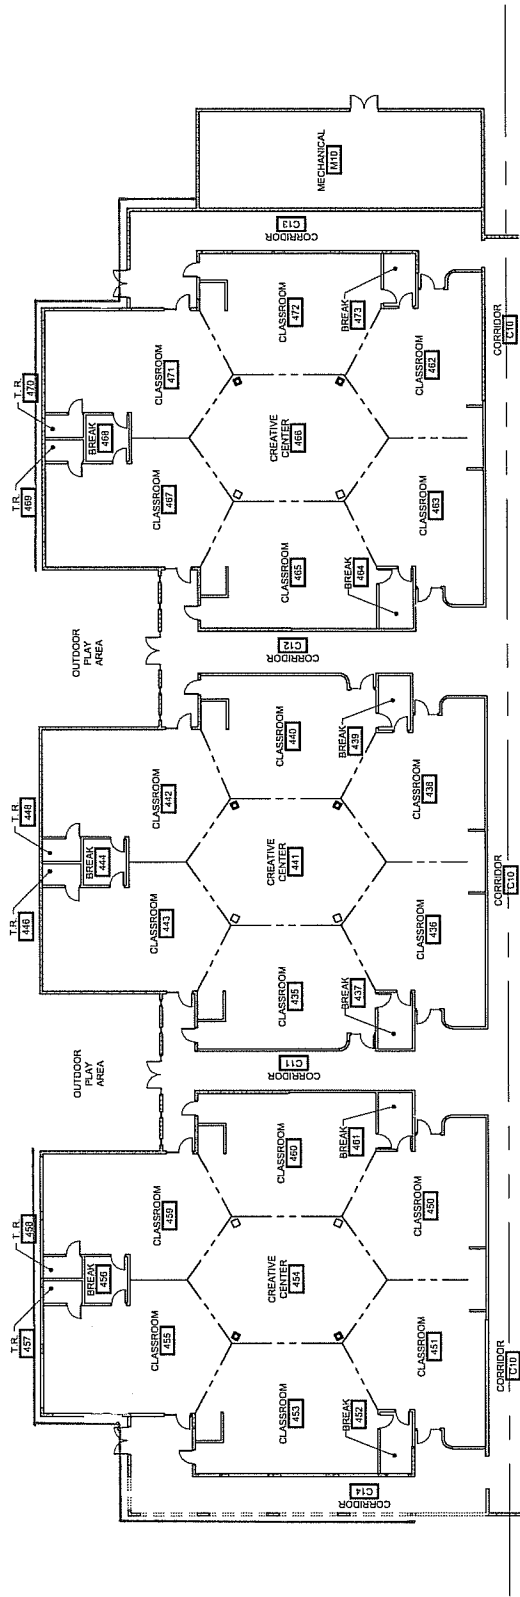 MECHANICAL
M10
CORRIDOR
C13
T. R.
470
T.R.
469
BREAK
468
CLASSROOM
471
CLASSROOM
472
BREAK
473
CLASSROOM
462
CORRIDOR
C10
CREATIVE
CENTER
466
CLASSROOM
467
CLASSROOM
465
BREAK
464
CLASSROOM
463
OUTDOOR
PLAY
AREA
CORRIDOR
C12
T. R.
448
T.R.
446
BREAK
444
CLASSROOM
442
CLASSROOM
440
BREAK
439
CLASSROOM
438
CREATIVE
CENTER
441
CORRIDOR
C10
CLASSROOM
443
CLASSROOM
435
BREAK
437
CLASSROOM
436
OUTDOOR
PLAY
AREA
CORRIDOR
C11
T. R.
458
T.R.
457
BREAK
456
CLASSROOM
459
CLASSROOM
460
BREAK
461
CLASSROOM
450
CREATIVE
CENTER
454
CLASSROOM
455
CLASSROOM
453
BREAK
452
CLASSROOM
451
CORRIDOR
C10
CORRIDOR
C14